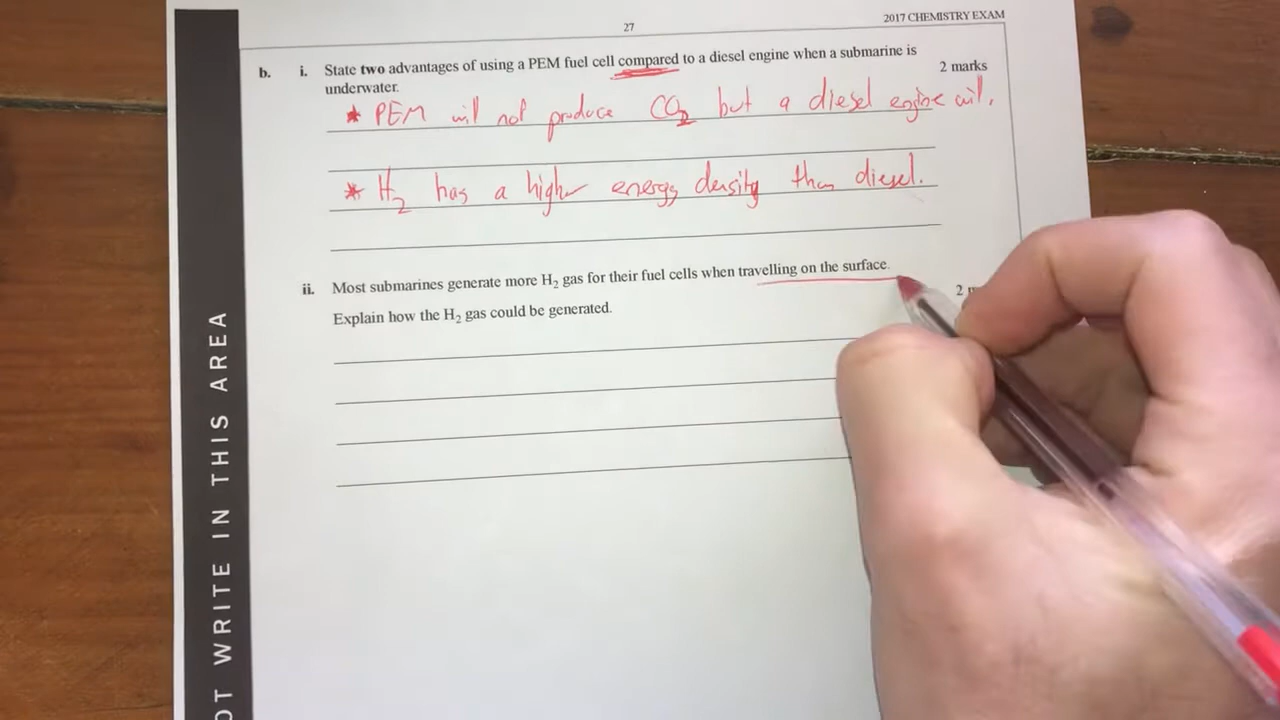 27
2017 CHEMISTRY EXAM
b. i. State two advantages of using a PEM fuel cell compared to a diesel engine when a submarine is
underwater.
2 marks
* PEM will not produce CO2 but a diesel engine will.
* H2 has a higher energy density than diesel.
ii. Most submarines generate more H2 gas for their fuel cells when travelling on the surface.
2
Explain how the H2 gas could be generated.
WRITE IN THIS AREA